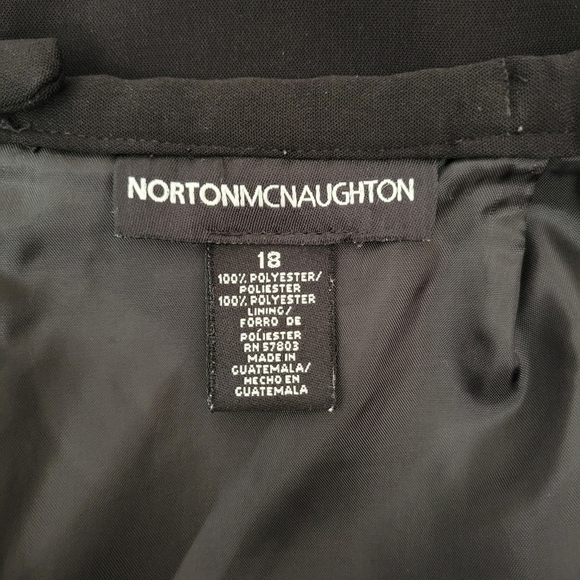 NORTONMCNAUGHTON
18
100% POLYESTER/
POLIESTER
100% POLYESTER
LINING/
FORRO DE
POLIESTER
RN 57803
MADE IN
GUATEMALA/
HECHO EN
GUATEMALA